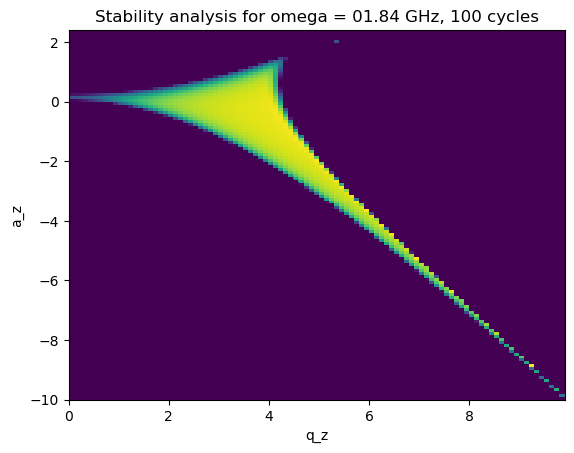 Stability analysis for omega = 01.84 GHz, 100 cycles
2
0
−2
−4
−6
−8
−10
a_z
0 2 4 6 8
q_z